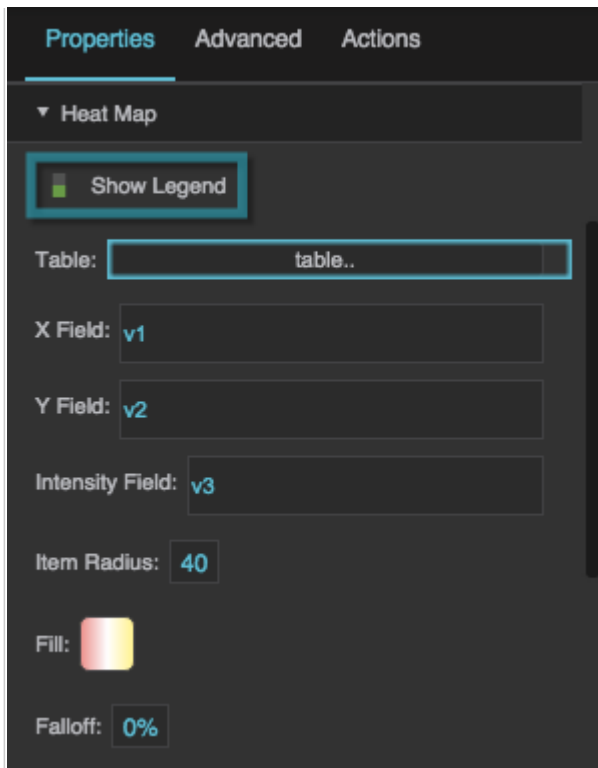 Properties Advanced Actions
Heat Map
Show Legend
Table: table..
X Field: v1
Y Field: v2
Intensity Field: v3
Item Radius: 40
Fill:
Falloff: 0%